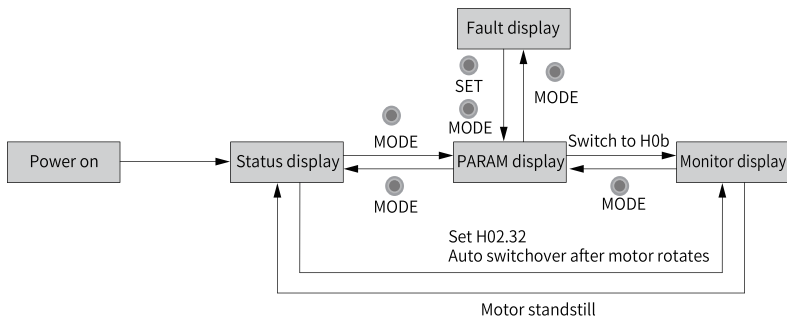 Fault display
SET
MODE
MODE
MODE
Switch to H0b
Power on
Status display
PARAM display
Monitor display
MODE
MODE
Set H02.32
Auto switchover after motor rotates
Motor standstill